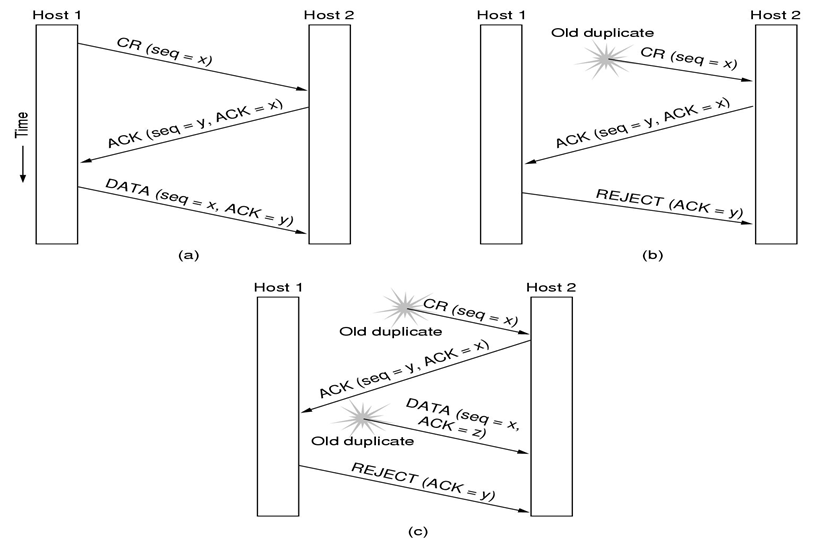 Host 1
Host 2
CR (seq = x)
ACK (seq = y, ACK = x)
DATA (seq = x, ACK = y)
Time
(a)
Host 1
Host 2
Old duplicate
CR (seq = x)
ACK (seq = y, ACK = x)
REJECT (ACK = y)
(b)
Host 1
Host 2
CR (seq = x)
Old duplicate
ACK (seq = y, ACK = x)
DATA (seq = x,
ACK = z)
Old duplicate
REJECT (ACK = y)
(c)